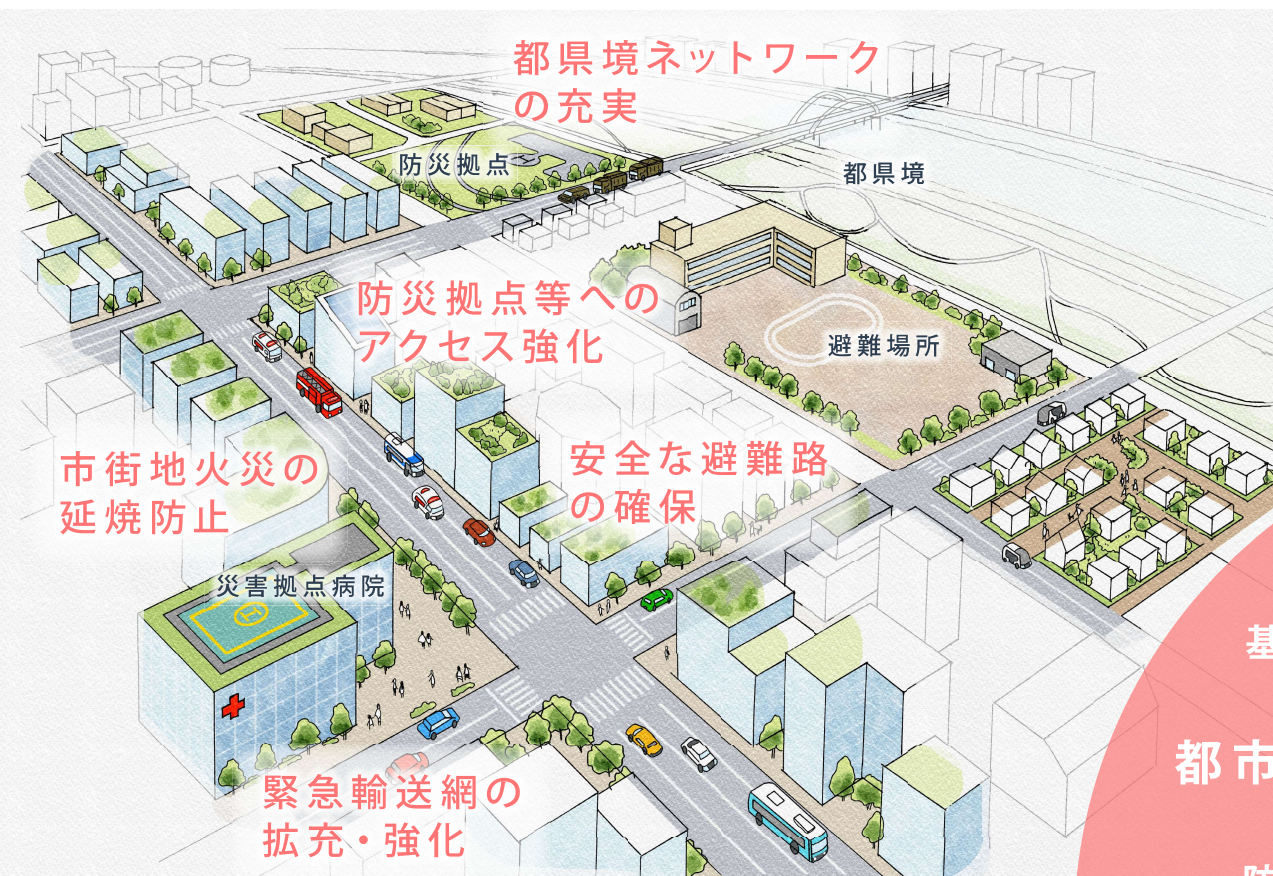 都県境ネットワーク
の充実
防災拠点
都県境
防災拠点等への
アクセス強化
避難場所
市街地火災の
延焼防止
安全な避難路
の確保
災害拠点病院
H
基
都市
緊急輸送網の
拡充・強化